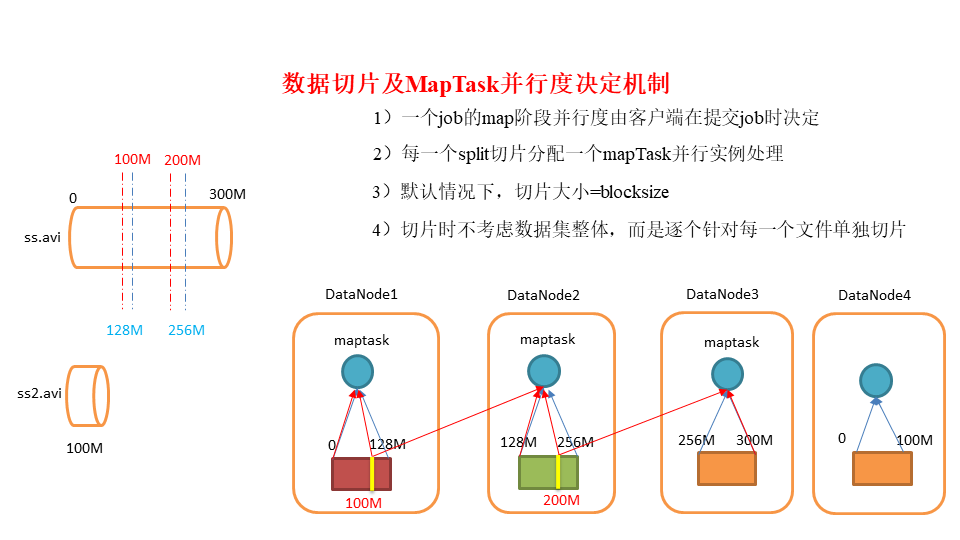 数据切片及MapTask并行度决定机制
1）一个job的map阶段并行度由客户端在提交job时决定
2）每一个split切片分配一个mapTask并行实例处理
3）默认情况下，切片大小=blocksize
4）切片时不考虑数据集整体，而是逐个针对每一个文件单独切片
100M 200M
0 300M
ss.avi
128M 256M
ss2.avi
100M
DataNode1 DataNode2 DataNode3 DataNode4
maptask maptask maptask
0 128M 128M 256M 256M 300M 0 100M
100M 200M